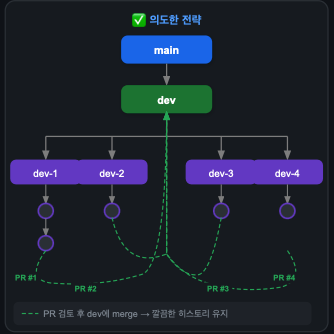 ✅ 의도한 전략
main
dev
dev-1
dev-2
dev-3
dev-4
PR #1
PR #2
PR #3
PR #4
PR 검토 후 dev에 merge → 깔끔한 히스토리 유지